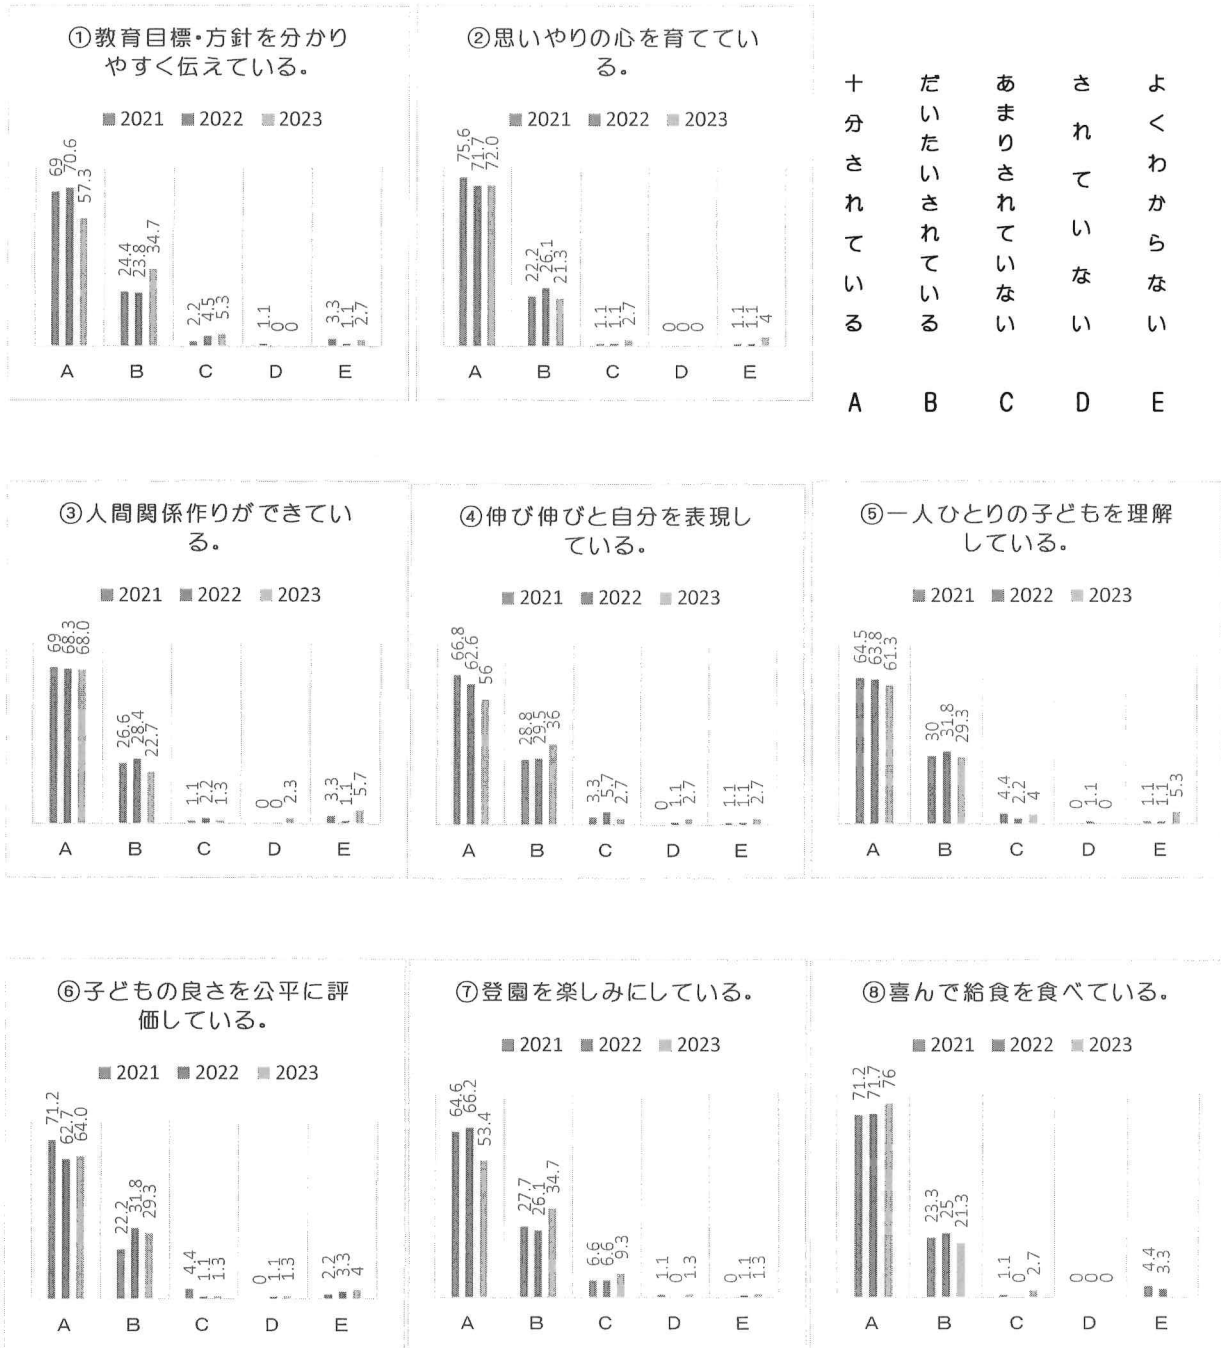 ①教育目標・方針を分かり
やすく伝えている。
■ 2021 ■ 2022 ■ 2023
69 70.6 57.3
24.4 23.8 34.7
2.2 4.5 5.3
1.1 0 0
3.3 1.1 2.7
A B C D E
②思いやりの心を育ててい
る。
■ 2021 ■ 2022 ■ 2023
75.6 71.7 72.0
22.2 26.1 21.3
1.1 1.1 2.7
0 0 0
1.1 1.1 4
A B C D E
十分されている A
だいたいされている B
あまりされていない C
されていない D
よくわからない E
③人間関係作りができてい
る。
■ 2021 ■ 2022 ■ 2023
69 68.3 68.0
26.6 28.4 22.7
1.1 2.2 1.3
0 0 2.3
3.3 1.1 5.7
A B C D E
④伸び伸びと自分を表現し
ている。
■ 2021 ■ 2022 ■ 2023
66.8 62.6 56
28.8 29.5 36
3.3 5.7 2.7
0 1.1 2.7
1.1 1.1 2.7
A B C D E
⑤一人ひとりの子どもを理解
している。
■ 2021 ■ 2022 ■ 2023
64.5 63.8 61.3
30 31.8 29.3
4.4 2.2 4
0 1.1 0
1.1 1.1 5.3
A B C D E
⑥子どもの良さを公平に評
価している。
■ 2021 ■ 2022 ■ 2023
71.2 62.7 64.0
22.2 31.8 29.3
4.4 1.1 1.3
0 1.1 1.3
2.2 3.3 4
A B C D E
⑦登園を楽しみにしている。
■ 2021 ■ 2022 ■ 2023
64.6 66.2 53.4
27.7 26.1 34.7
6.6 6.6 9.3
1.1 0 1.3
0 1.1 1.3
A B C D E
⑧喜んで給食を食べている。
■ 2021 ■ 2022 ■ 2023
71.2 71.7 76
23.3 25 21.3
1.1 0 2.7
0 0 0
4.4 3.3
A B C D E